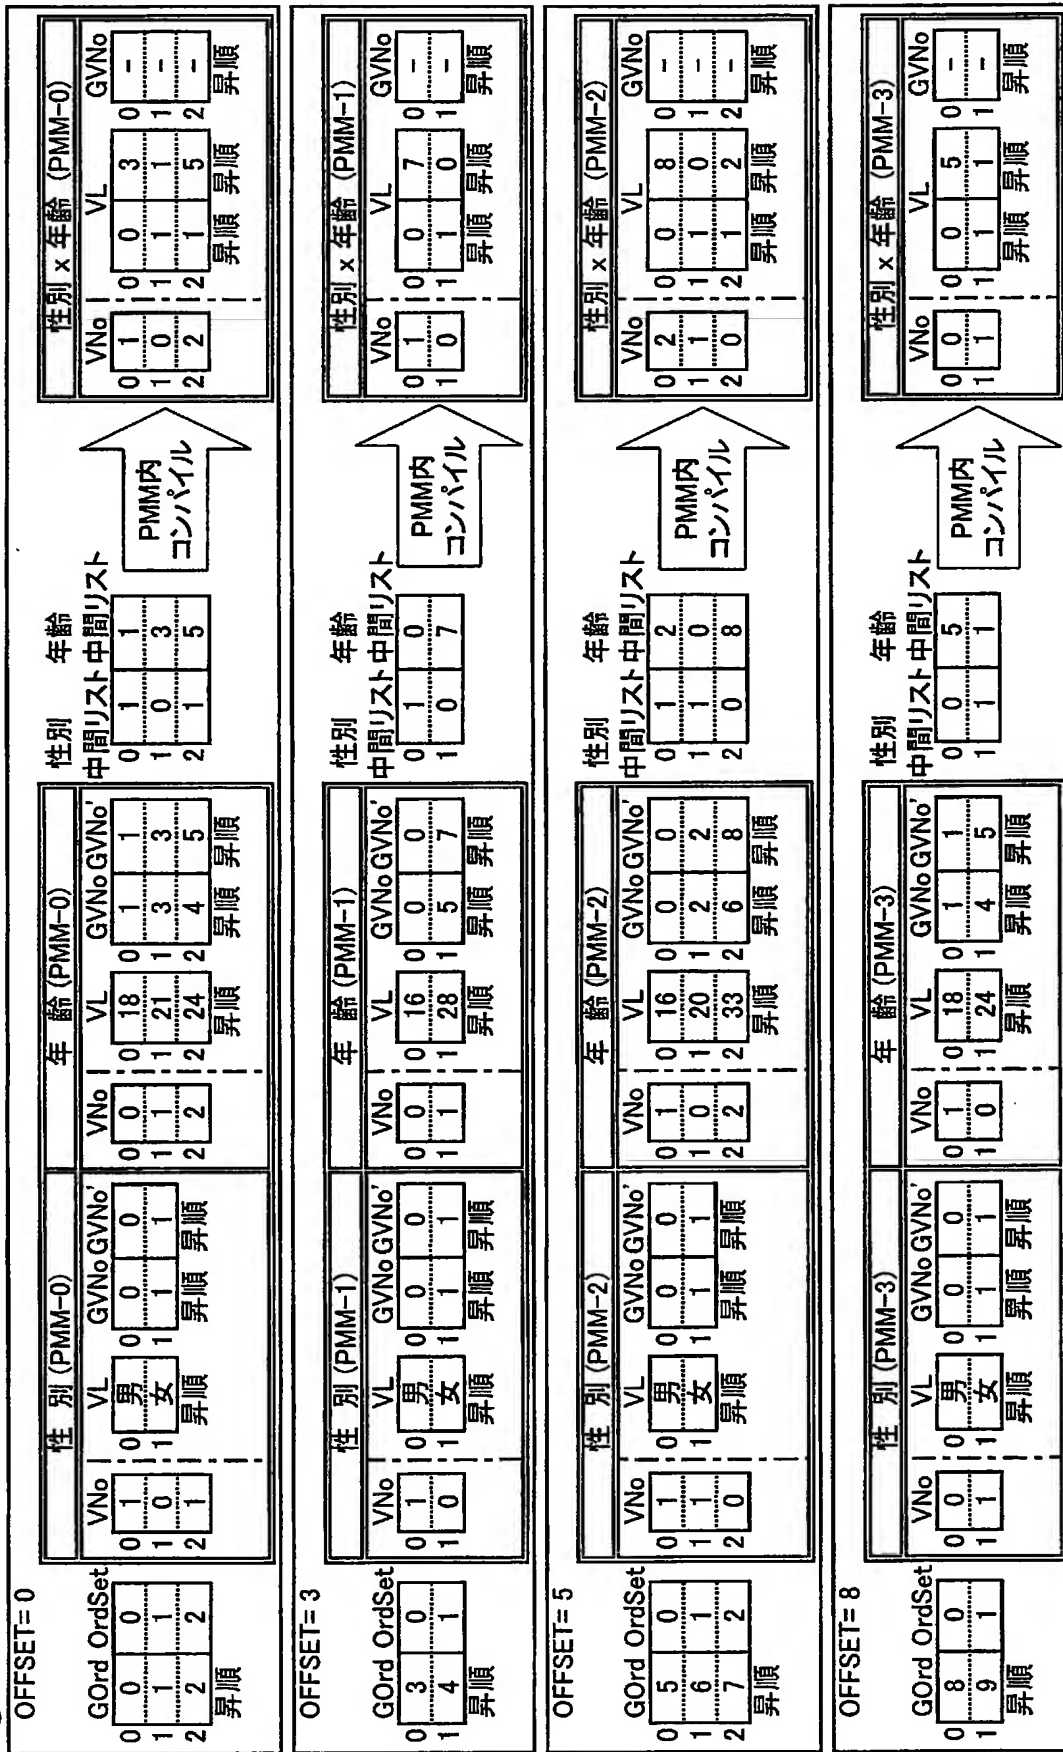 OFFSET= 0
GOrd OrdSet
0 0 0
1 1 1
2 2 2
昇順
性 別 (PMM-0)
VNo VL GVNo GVNo'
0 1 0 男 0 0 0
1 0 1 女 1 1 1
2 1
昇順 昇順 昇順
年 齢 (PMM-0)
VNo VL GVNo GVNo'
0 0 0 18 0 1 1
1 1 1 21 1 3 3
2 2 2 24 2 4 5
昇順 昇順 昇順
性別 年齢
中間リスト 中間リスト
0 1 1
1 0 3
2 1 5
PMM内
コンパイル
性別 x 年齢 (PMM-0)
VNo VL GVNo
0 1 0 0 3 0 -
1 0 1 1 1 1 -
2 2 2 1 5 2 -
昇順 昇順 昇順
OFFSET= 3
GOrd OrdSet
0 3 0
1 4 1
昇順
性 別 (PMM-1)
VNo VL GVNo GVNo'
0 1 0 男 0 0 0
1 0 1 女 1 1 1
昇順 昇順 昇順
年 齢 (PMM-1)
VNo VL GVNo GVNo'
0 0 0 16 0 0 0
1 1 1 28 1 5 7
昇順 昇順 昇順
性別 年齢
中間リスト 中間リスト
0 1 0
1 0 7
PMM内
コンパイル
性別 x 年齢 (PMM-1)
VNo VL GVNo
0 1 0 0 7 0 -
1 0 1 1 0 1 -
昇順 昇順 昇順
OFFSET= 5
GOrd OrdSet
0 5 0
1 6 1
2 7 2
昇順
性 別 (PMM-2)
VNo VL GVNo GVNo'
0 1 0 男 0 0 0
1 1 1 女 1 1 1
2 0
昇順 昇順 昇順
年 齢 (PMM-2)
VNo VL GVNo GVNo'
0 1 0 16 0 0 0
1 0 1 20 1 2 2
2 2 2 33 2 6 8
昇順 昇順 昇順
性別 年齢
中間リスト 中間リスト
0 1 2
1 1 0
2 0 8
PMM内
コンパイル
性別 x 年齢 (PMM-2)
VNo VL GVNo
0 2 0 0 8 0 -
1 1 1 1 0 1 -
2 0 2 1 2 2 -
昇順 昇順 昇順
OFFSET= 8
GOrd OrdSet
0 8 0
1 9 1
昇順
性 別 (PMM-3)
VNo VL GVNo GVNo'
0 0 0 男 0 0 0
1 1 1 女 1 1 1
昇順 昇順 昇順
年 齢 (PMM-3)
VNo VL GVNo GVNo'
0 1 0 18 0 1 1
1 0 1 24 1 4 5
昇順 昇順 昇順
性別 年齢
中間リスト 中間リスト
0 0 5
1 1 1
PMM内
コンパイル
性別 x 年齢 (PMM-3)
VNo VL GVNo
0 0 0 0 5 0 -
1 1 1 1 1 1 -
昇順 昇順 昇順